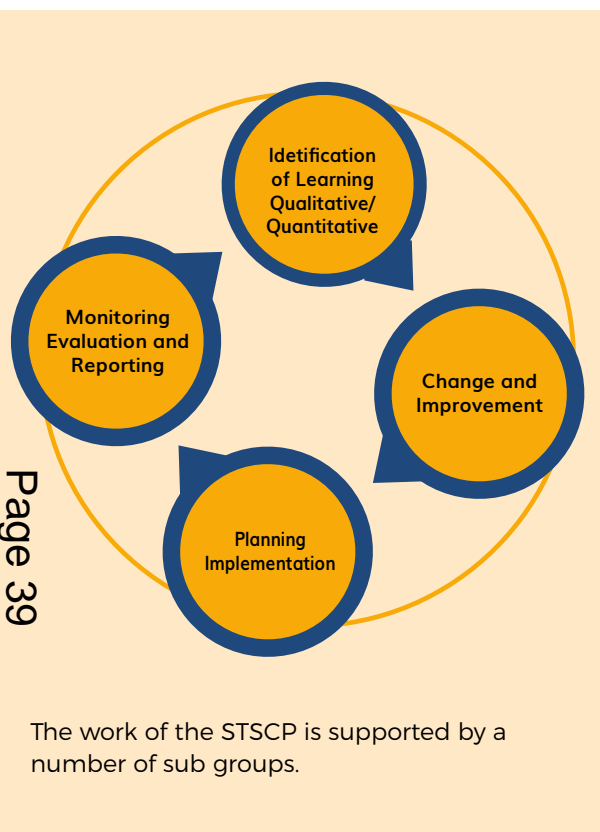 Idetification
of Learning
Qualitative/
Quantitative
Change and
Improvement
Planning
Implementation
Monitoring
Evaluation and
Reporting
Page 39
The work of the STSCP is supported by a
number of sub groups.